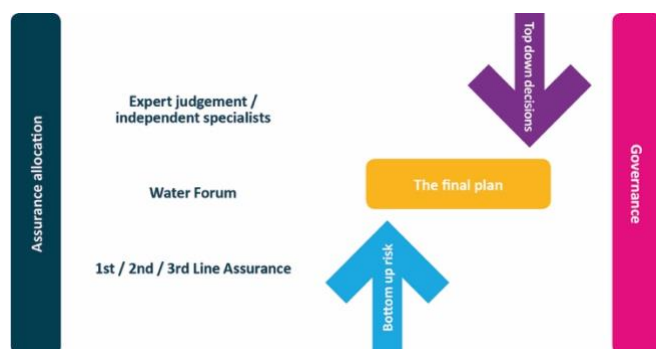 Assurance allocation
Expert judgement /
independent specialists
Water Forum
1st / 2nd / 3rd Line Assurance
Top down decisions
The final plan
Bottom up risk
Governance